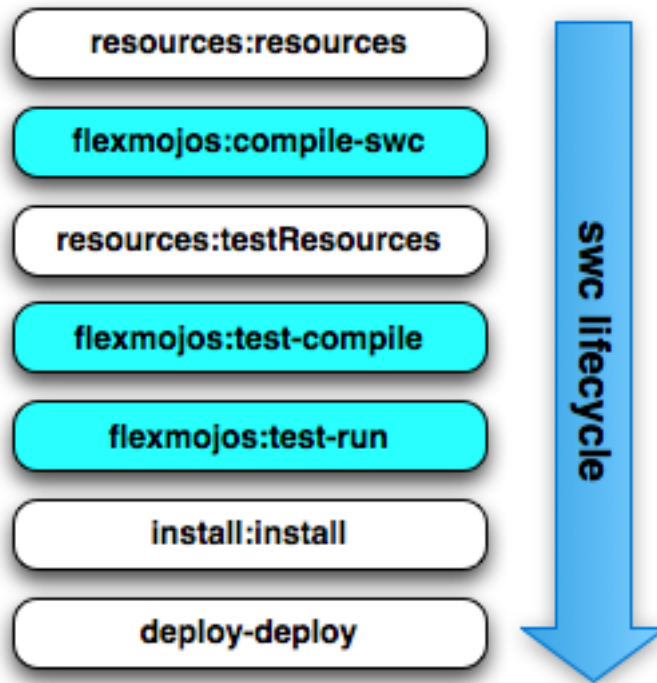 resources:resources
flexmojos:compile-swc
resources:testResources
flexmojos:test-compile
flexmojos:test-run
install:install
deploy-deploy
swc lifecycle